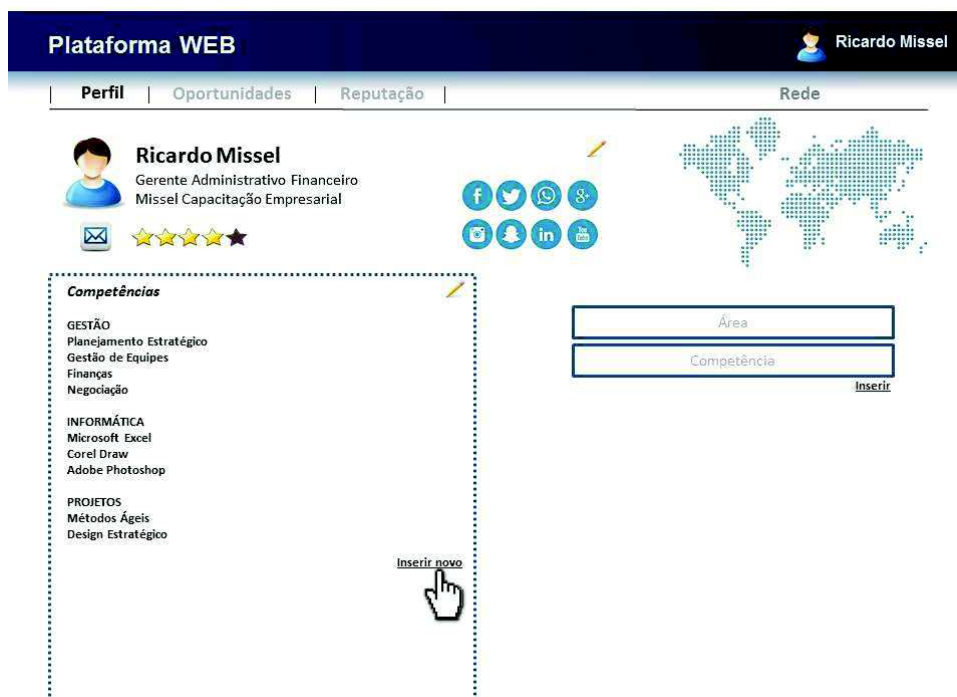 Plataforma WEB
Ricardo Missel
Perfil | Oportunidades | Reputação |
Rede
Ricardo Missel
Gerente Administrativo Financeiro
Missel Capacitação Empresarial
Competências
GESTÃO
Planejamento Estratégico
Gestão de Equipes
Finanças
Negociação
INFORMÁTICA
Microsoft Excel
Corel Draw
Adobe Photoshop
PROJETOS
Métodos Ágeis
Design Estratégico
Inserir novo
Área
Competência
Inserir